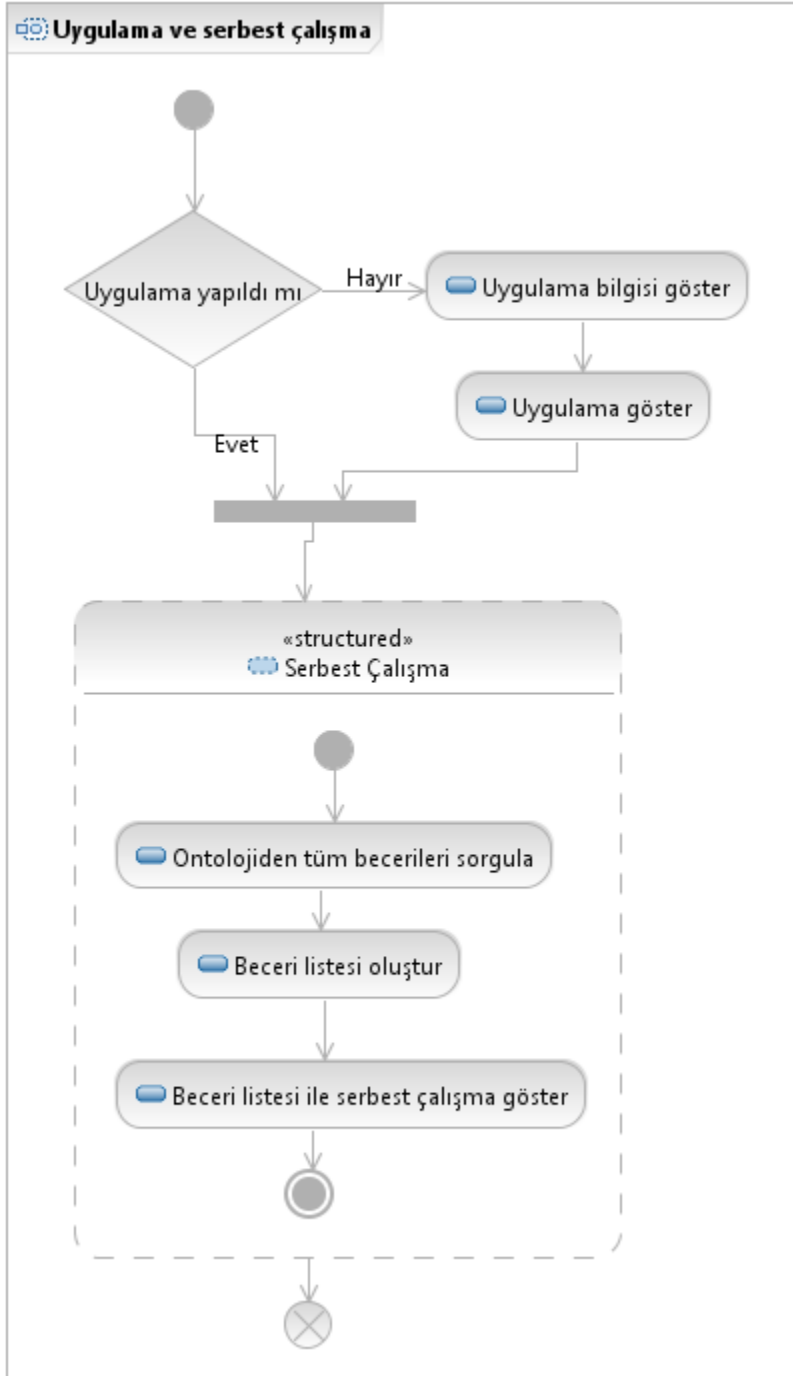 Uygulama ve serbest çalışma
Uygulama yapıldı mı
Hayır
Uygulama bilgisi göster
Uygulama göster
Evet
«structured»
Serbest Çalışma
Ontolojiden tüm becerileri sorgula
Beceri listesi oluştur
Beceri listesi ile serbest çalışma göster